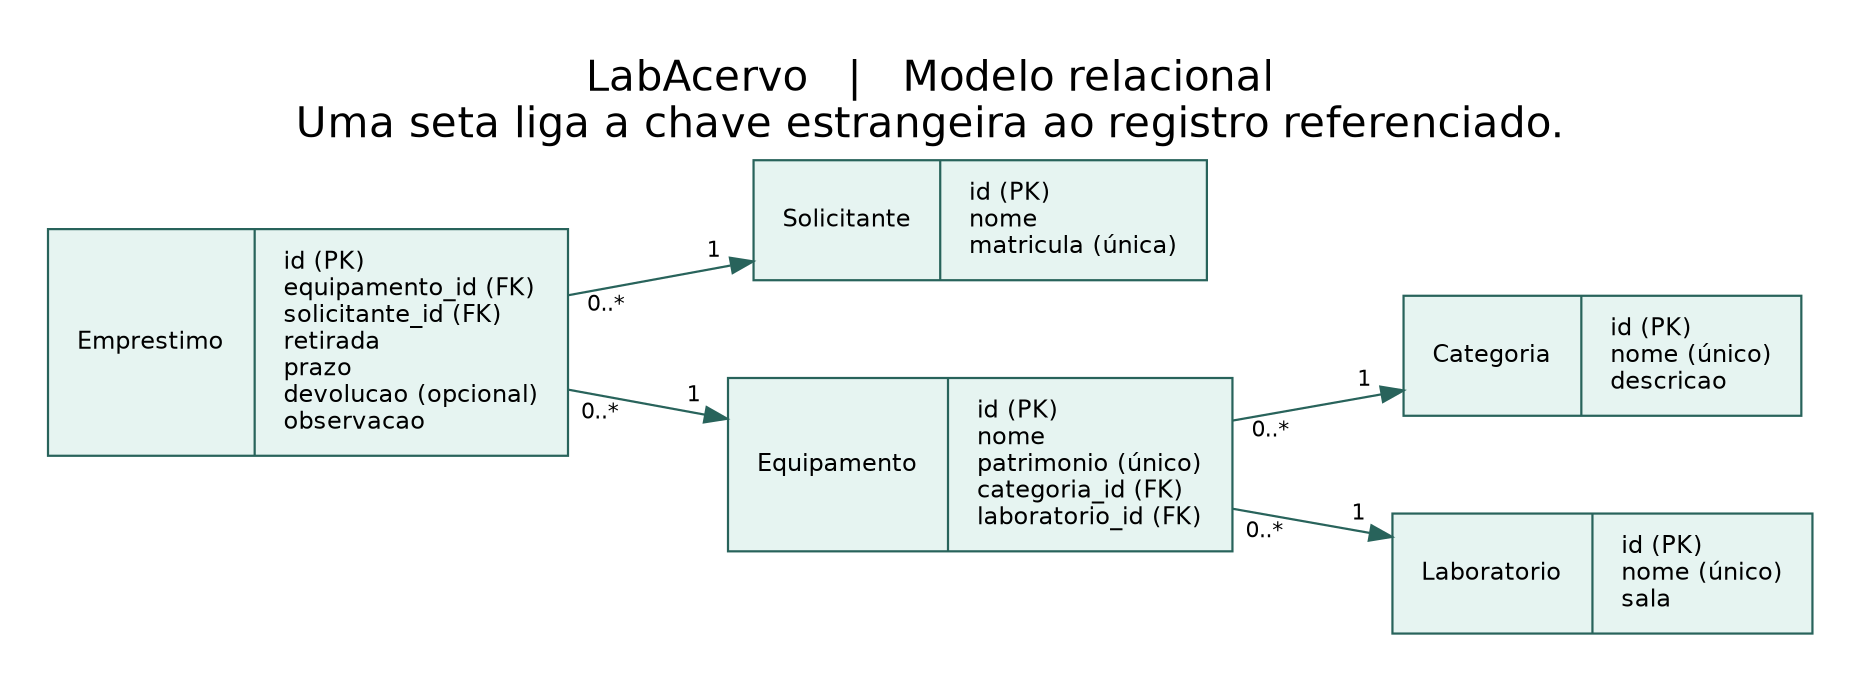 LabAcervo | Modelo relacional
Uma seta liga a chave estrangeira ao registro referenciado.
Emprestimo
id (PK)
equipamento_id (FK)
solicitante_id (FK)
retirada
prazo
devolucao (opcional)
observacao
0..*
1
0..*
1
Solicitante
id (PK)
nome
matricula (única)
Equipamento
id (PK)
nome
patrimonio (único)
categoria_id (FK)
laboratorio_id (FK)
0..*
1
0..*
1
Categoria
id (PK)
nome (único)
descricao
Laboratorio
id (PK)
nome (único)
sala